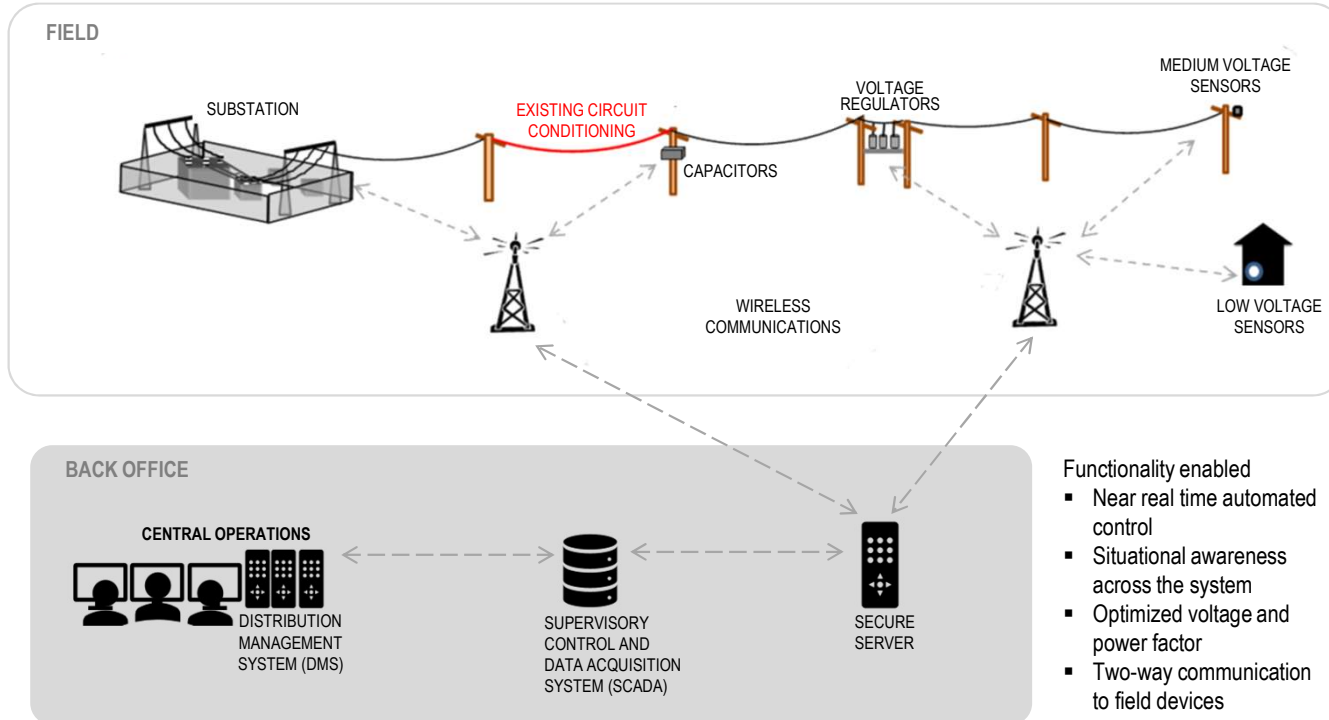 FIELD
SUBSTATION
EXISTING CIRCUIT
CONDITIONING
CAPACITORS
VOLTAGE
REGULATORS
MEDIUM VOLTAGE
SENSORS
WIRELESS
COMMUNICATIONS
LOW VOLTAGE
SENSORS
BACK OFFICE
CENTRAL OPERATIONS
DISTRIBUTION
MANAGEMENT
SYSTEM (DMS)
SUPERVISORY
CONTROL AND
DATA ACQUISITION
SYSTEM (SCADA)
SECURE
SERVER
Functionality enabled
▪ Near real time automated
control
▪ Situational awareness
across the system
▪ Optimized voltage and
power factor
▪ Two-way communication
to field devices